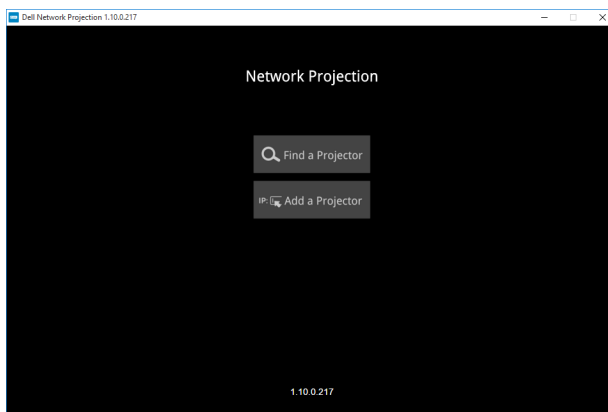 Dell Network Projection 1.10.0.217
Network Projection
Find a Projector
IP: Add a Projector
1.10.0.217